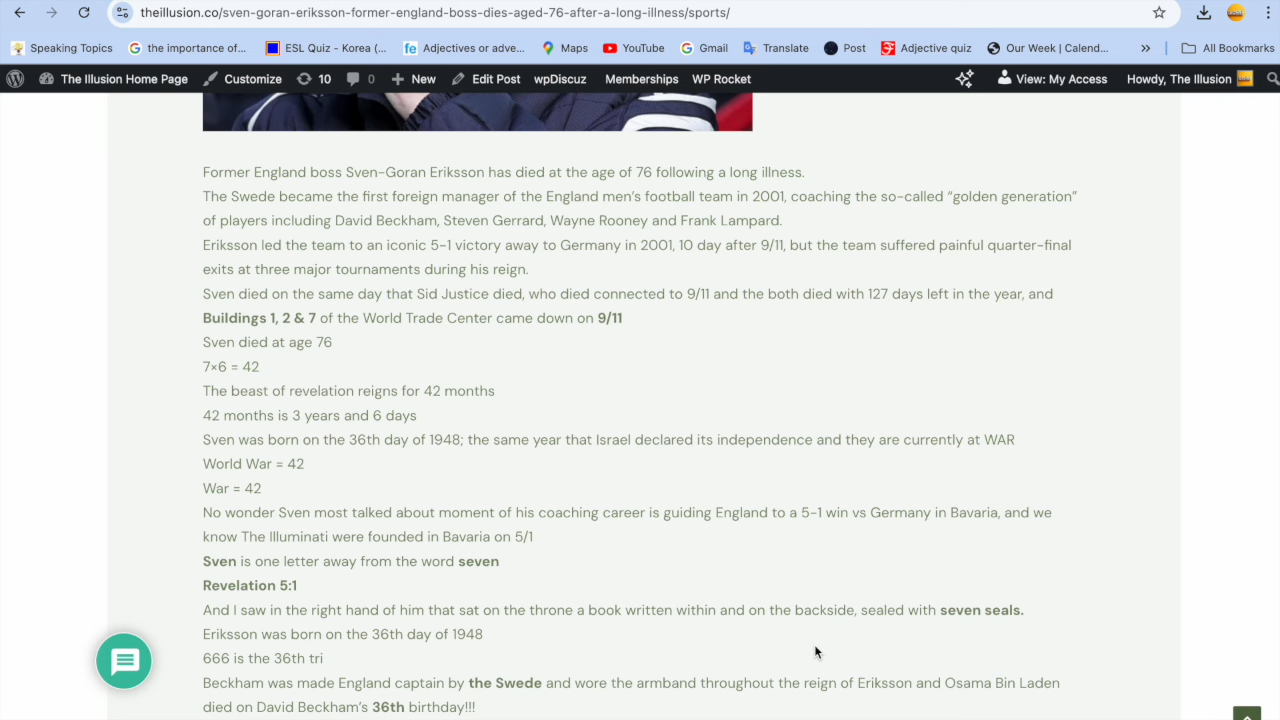 theillusion.co/sven-goran-eriksson-former-england-boss-dies-aged-76-after-a-long-illness/sports/
Speaking Topics the importance of... ESL Quiz - Korea (... Adjectives or adve... Maps YouTube Gmail Translate Post Adjective quiz Our Week | Calend... » All Bookmarks
The Illusion Home Page Customize 10 0 New Edit Post wpDiscuz Memberships WP Rocket View: My Access Howdy, The Illusion
Former England boss Sven-Goran Eriksson has died at the age of 76 following a long illness.
The Swede became the first foreign manager of the England men's football team in 2001, coaching the so-called “golden generation”
of players including David Beckham, Steven Gerrard, Wayne Rooney and Frank Lampard.
Eriksson led the team to an iconic 5-1 victory away to Germany in 2001, 10 day after 9/11, but the team suffered painful quarter-final
exits at three major tournaments during his reign.
Sven died on the same day that Sid Justice died, who died connected to 9/11 and the both died with 127 days left in the year, and
Buildings 1, 2 & 7 of the World Trade Center came down on 9/11
Sven died at age 76
7×6 = 42
The beast of revelation reigns for 42 months
42 months is 3 years and 6 days
Sven was born on the 36th day of 1948; the same year that Israel declared its independence and they are currently at WAR
World War = 42
War = 42
No wonder Sven most talked about moment of his coaching career is guiding England to a 5-1 win vs Germany in Bavaria, and we
know The Illuminati were founded in Bavaria on 5/1
Sven is one letter away from the word seven
Revelation 5:1
And I saw in the right hand of him that sat on the throne a book written within and on the backside, sealed with seven seals.
Eriksson was born on the 36th day of 1948
666 is the 36th tri
Beckham was made England captain by the Swede and wore the armband throughout the reign of Eriksson and Osama Bin Laden
died on David Beckham's 36th birthday!!!